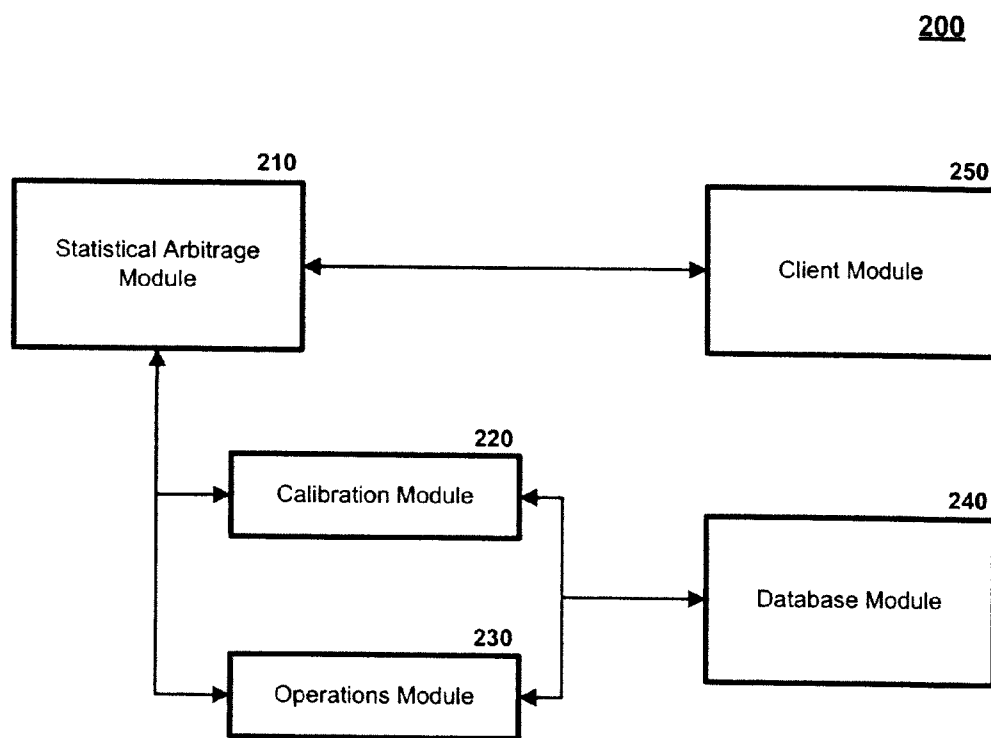 200
210
Statistical Arbitrage
Module
250
Client Module
220
Calibration Module
240
Database Module
230
Operations Module